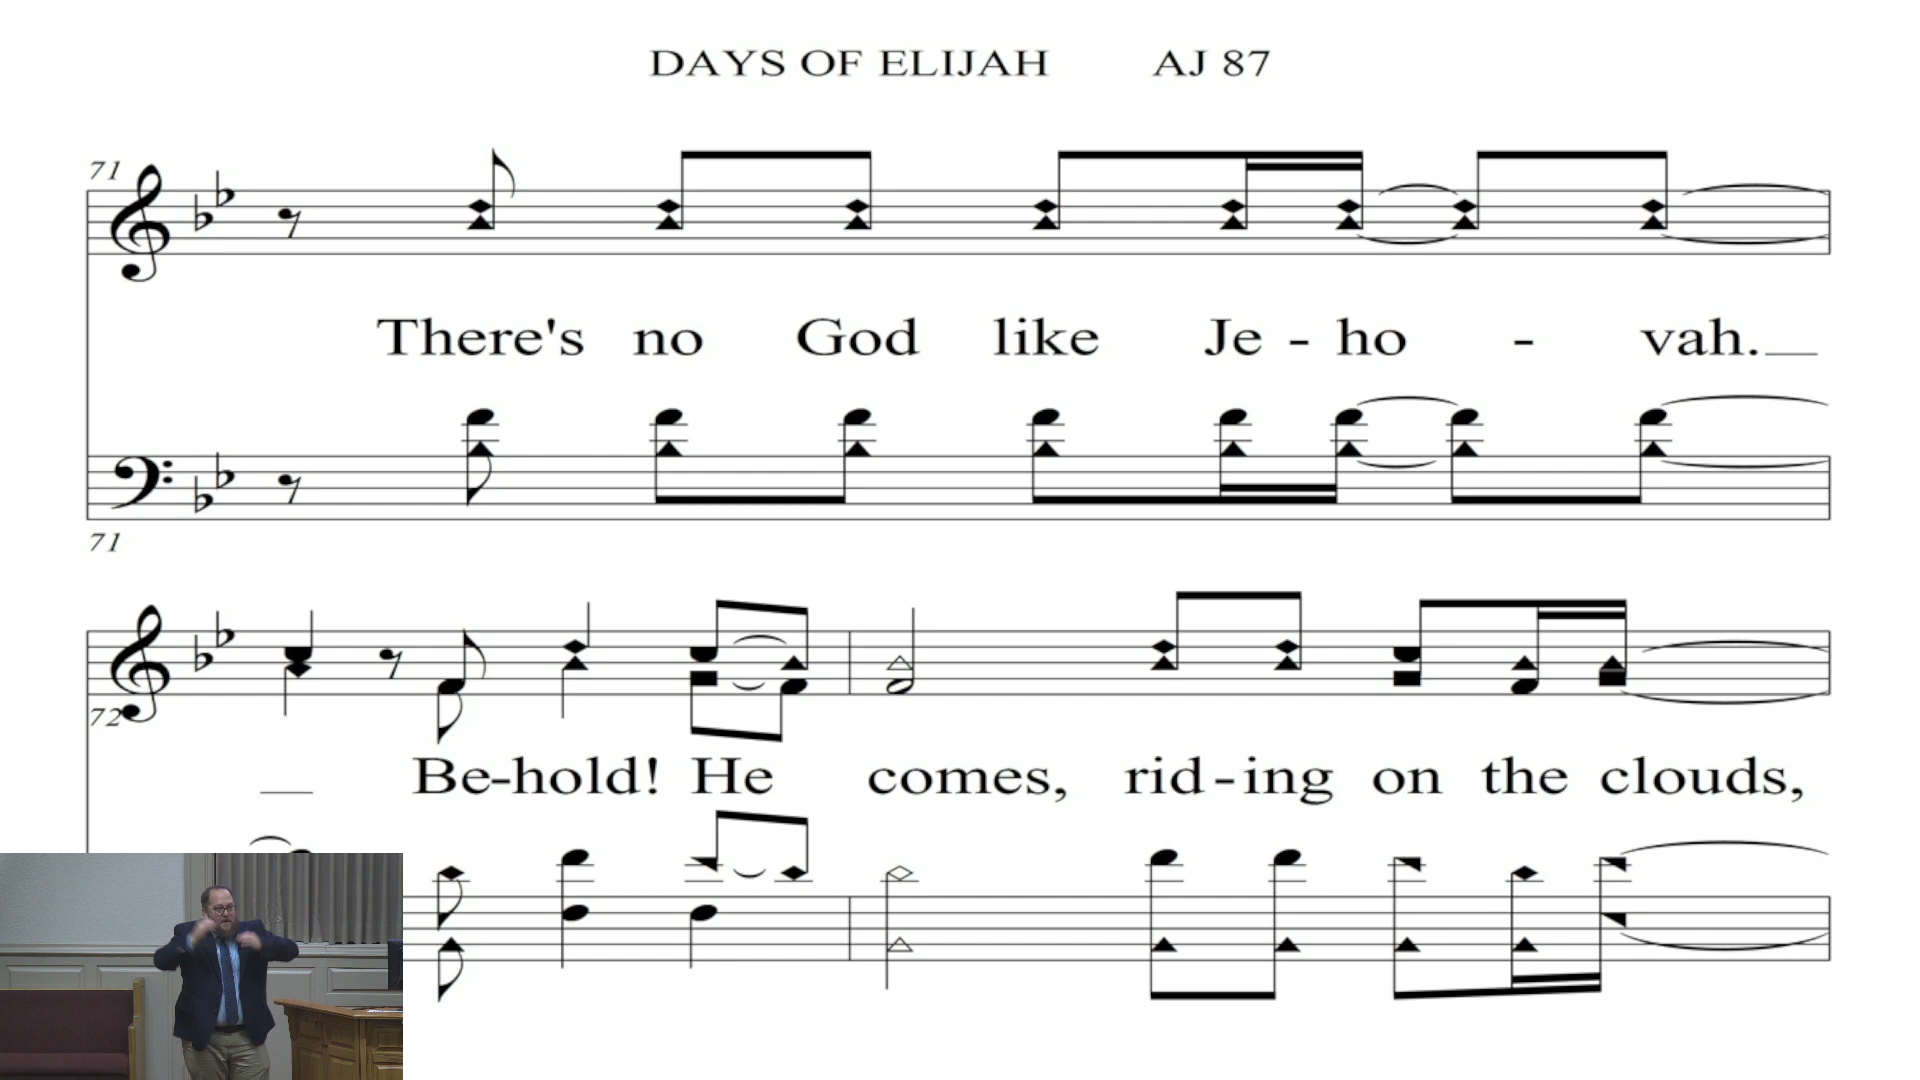 DAYS OF ELIJAH AJ 87
71
There's no God like Je - ho - vah.
71
72
Be-hold! He comes, rid-ing on the clouds,